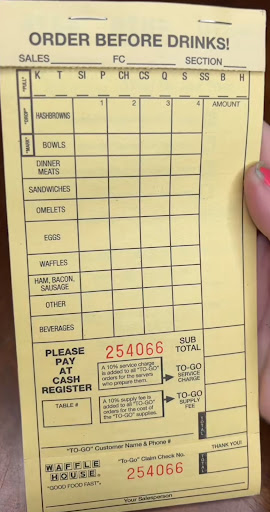 ORDER BEFORE DRINKS!
SALES FC SECTION
K T SI P CH CS Q S SS B H
1 2 3 4 AMOUNT
HASHBROWNS
BOWLS
DINNER
MEATS
SANDWICHES
OMELETS
EGGS
WAFFLES
HAM, BACON,
SAUSAGE
OTHER
BEVERAGES
PLEASE
PAY
AT
CASH
REGISTER
254066
SUB
TOTAL
A 10% service charge
is added to all "TO-GO"
orders for the servers
who prepare them.
TO-GO
SERVICE
CHARGE
TABLE #
A 10% supply fee is
added to all "TO-GO"
orders for the cost of
the "TO-GO" supplies.
TO-GO
SUPPLY
FEE
"TO-GO" Customer Name & Phone #
THANK YOU!
WAFFLE
HOUSE
"GOOD FOOD FAST"
"To-Go" Claim Check No.
254066
Your Salesperson